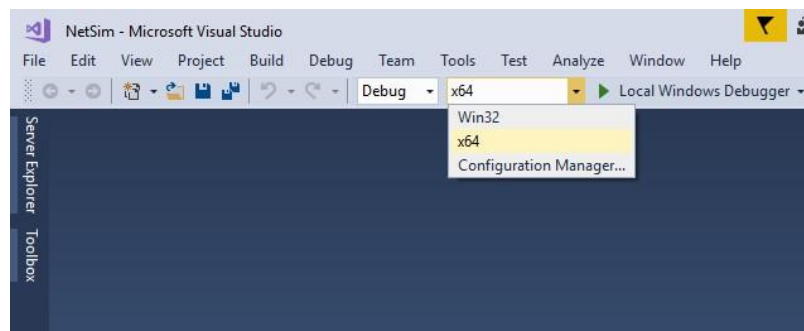 NetSim - Microsoft Visual Studio
File Edit View Project Build Debug Team Tools Test Analyze Window Help
Debug x64 Local Windows Debugger
Win32
x64
Configuration Manager...
Server Explorer
Toolbox